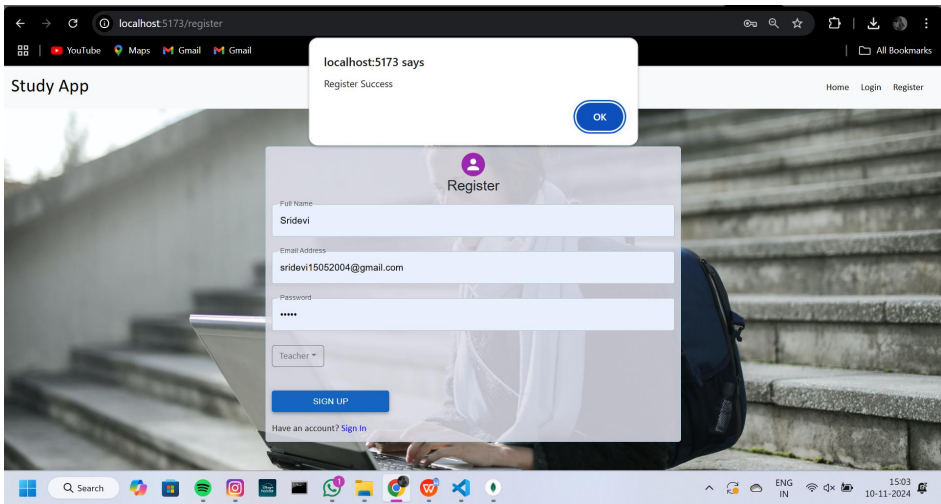 localhost:5173/register
YouTube Maps Gmail Gmail All Bookmarks
localhost:5173 says
Register Success
OK
Study App Home Login Register
Register
Full Name
Sridevi
Email Address
sridevi15052004@gmail.com
Password
•••••
Teacher
SIGN UP
Have an account? Sign In
Search 1 ENG 15:03
IN 10-11-2024